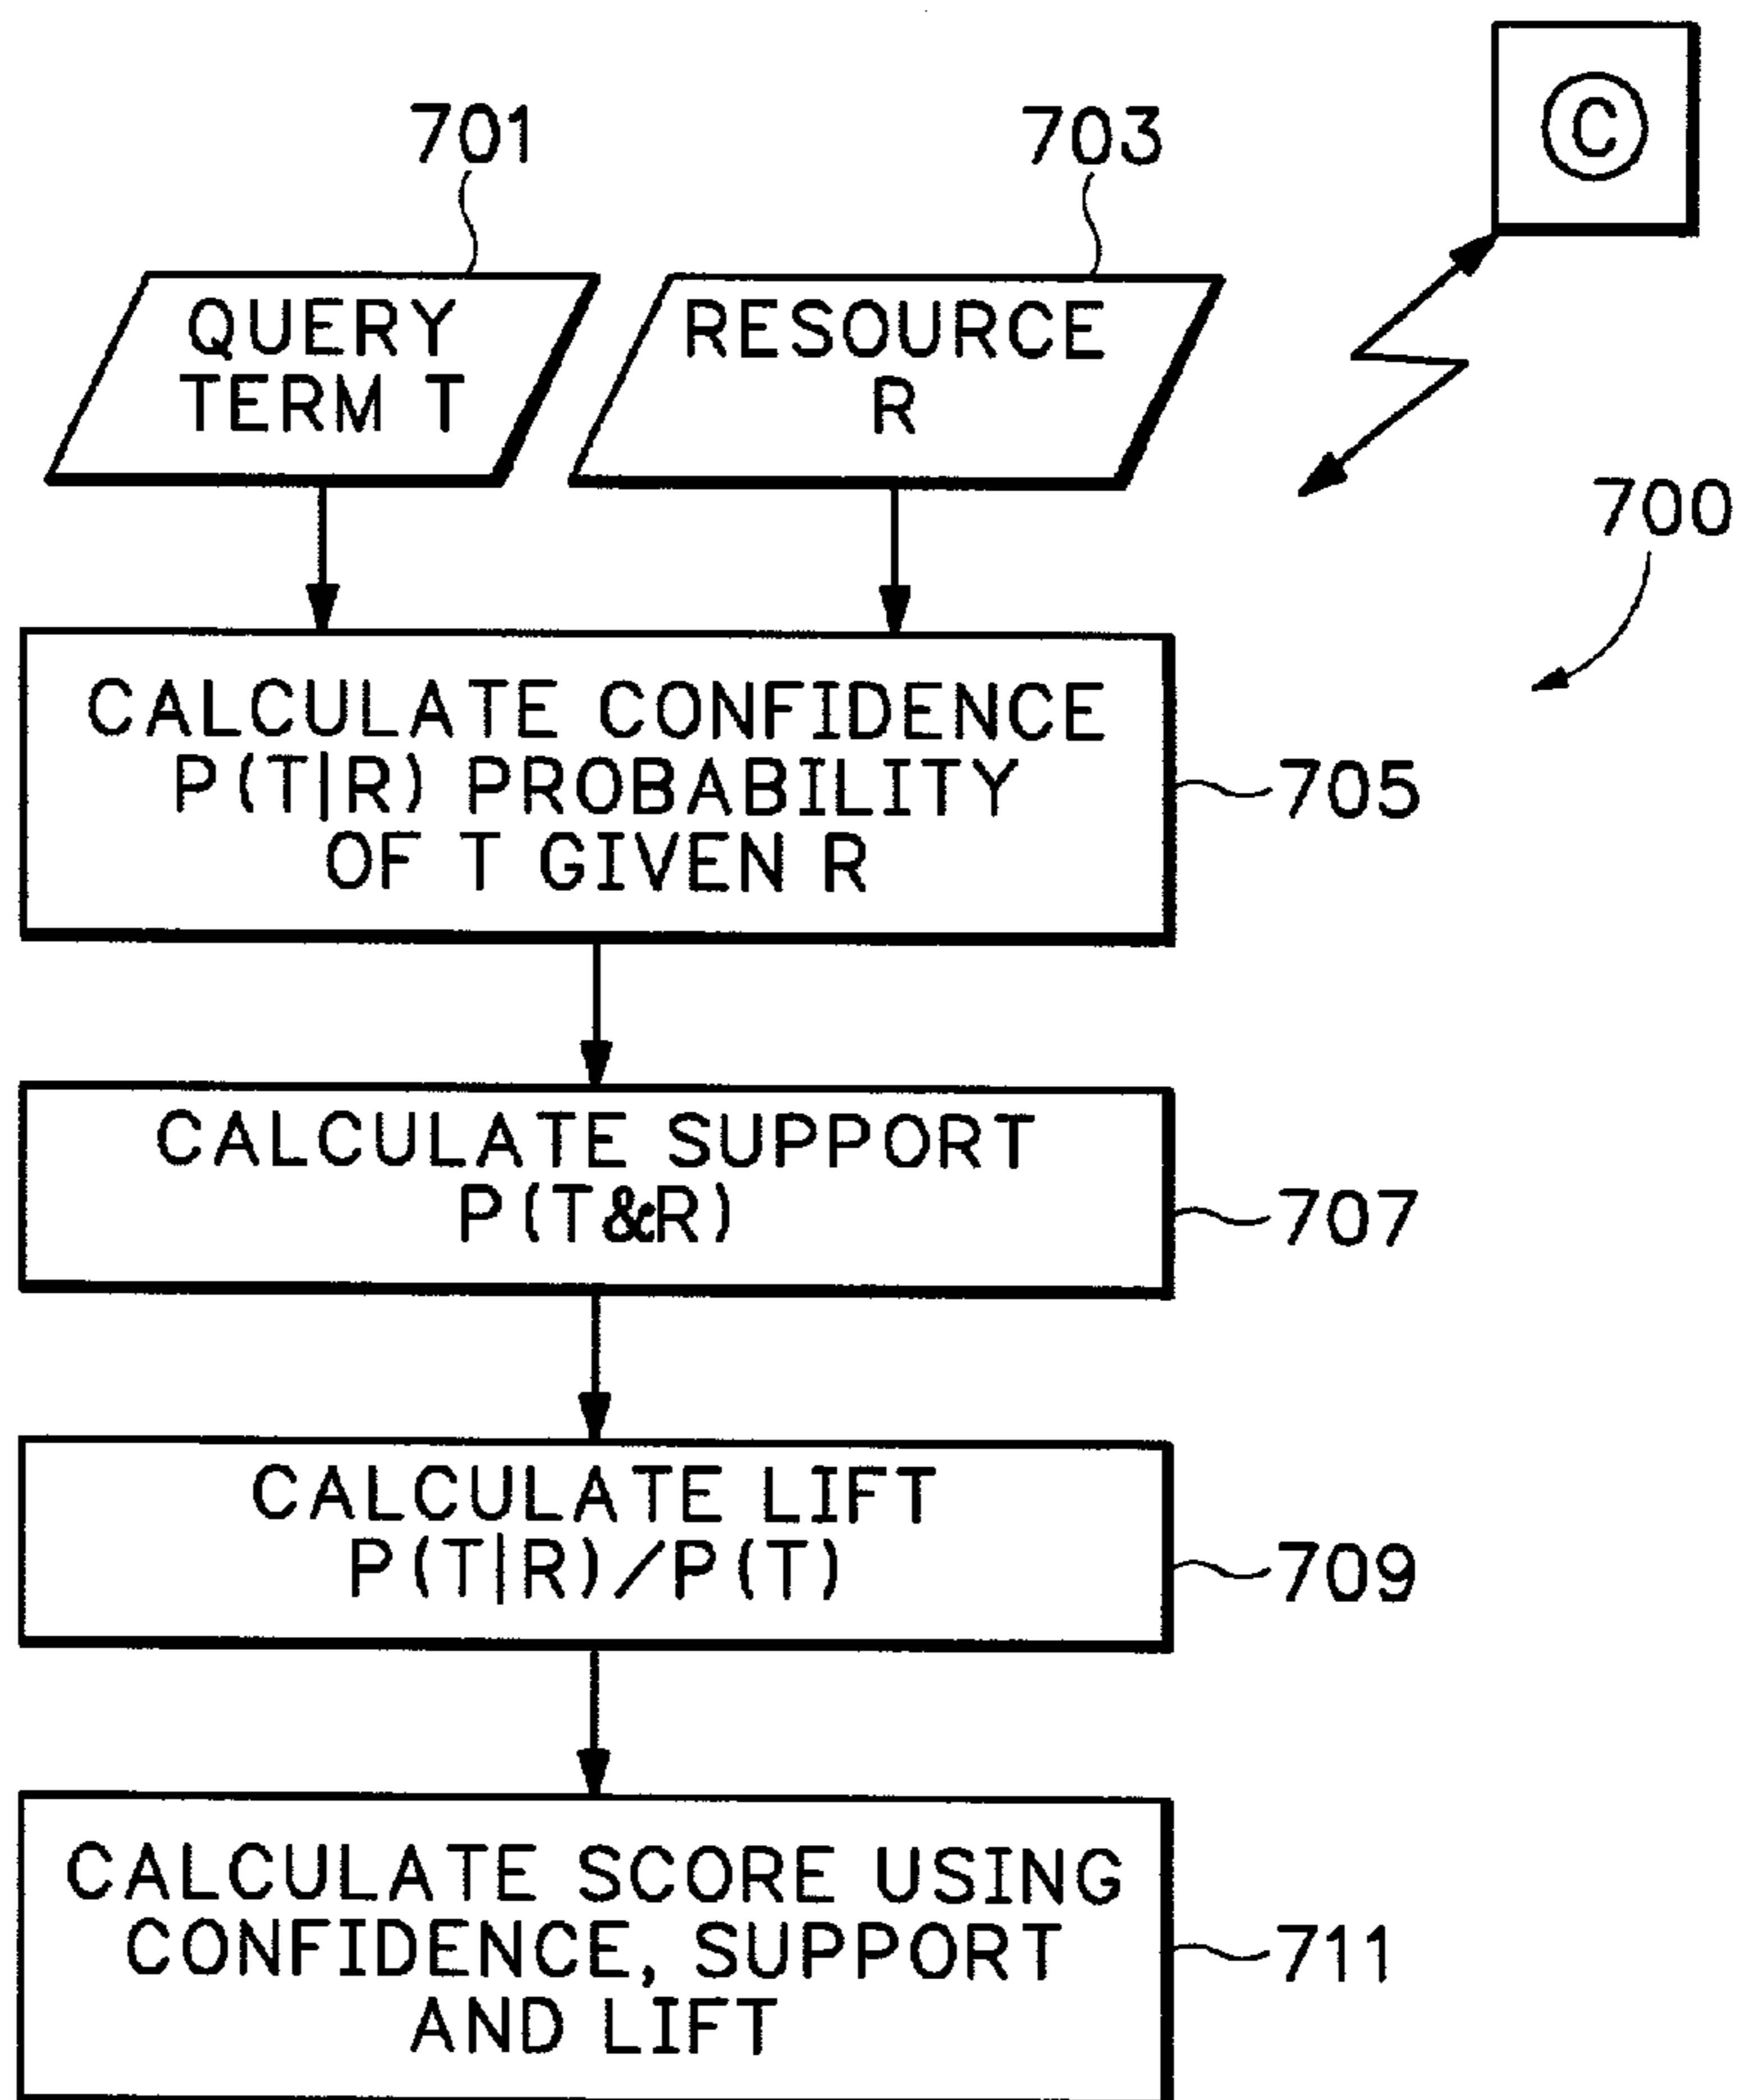 701
703
©
QUERY
TERM T
RESOURCE
R
700
CALCULATE CONFIDENCE
P(T|R) PROBABILITY
OF T GIVEN R
705
CALCULATE SUPPORT
P(T&R)
707
CALCULATE LIFT
P(T|R)/P(T)
709
CALCULATE SCORE USING
CONFIDENCE, SUPPORT
AND LIFT
711